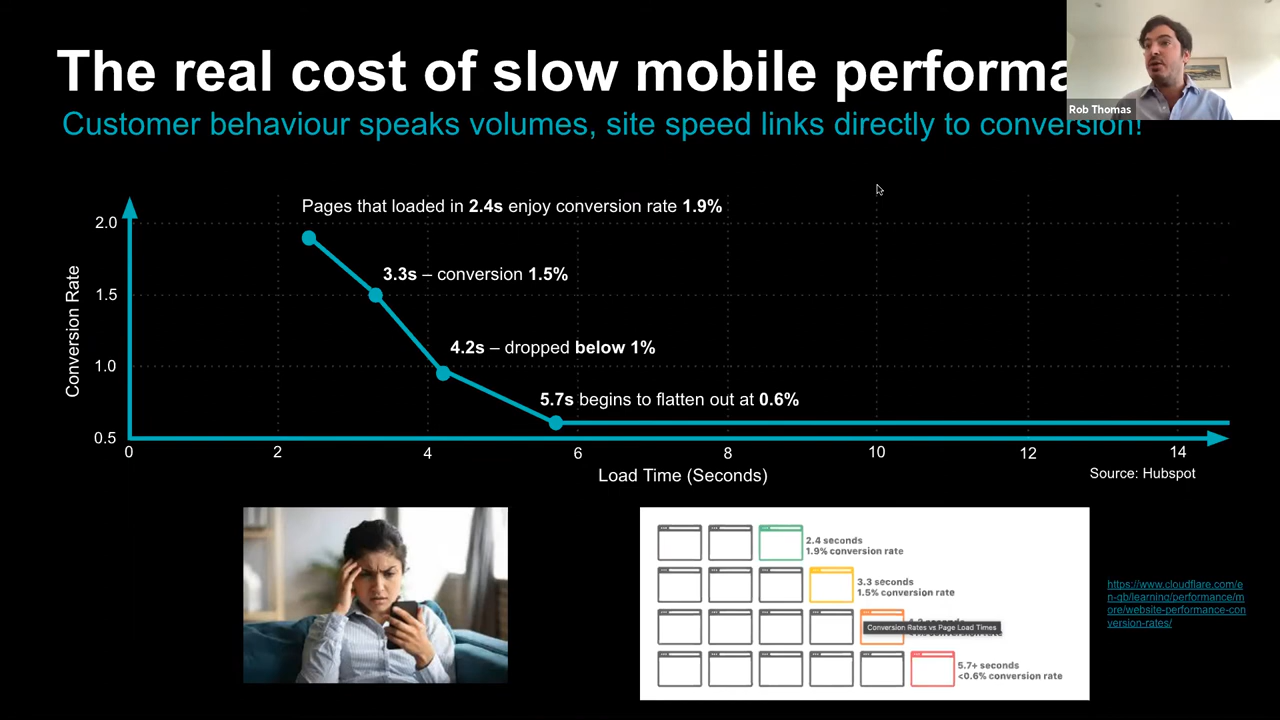 The real cost of slow mobile performa
Rob Thomas
Customer behaviour speaks volumes, site speed links directly to conversion!
Pages that loaded in 2.4s enjoy conversion rate 1.9%
3.3s – conversion 1.5%
4.2s – dropped below 1%
5.7s begins to flatten out at 0.6%
Conversion Rate
2.0
1.5
1.0
0.5
0 2 4 6 8 10 12 14
Load Time (Seconds)
Source: Hubspot
2.4 seconds
1.9% conversion rate
3.3 seconds
1.5% conversion rate
Conversion Rates vs Page Load Times
5.7+ seconds
<0.6% conversion rate
https://www.cloudflare.com/e
n-gb/learning/performance/m
ore/website-performance-con
version-rates/